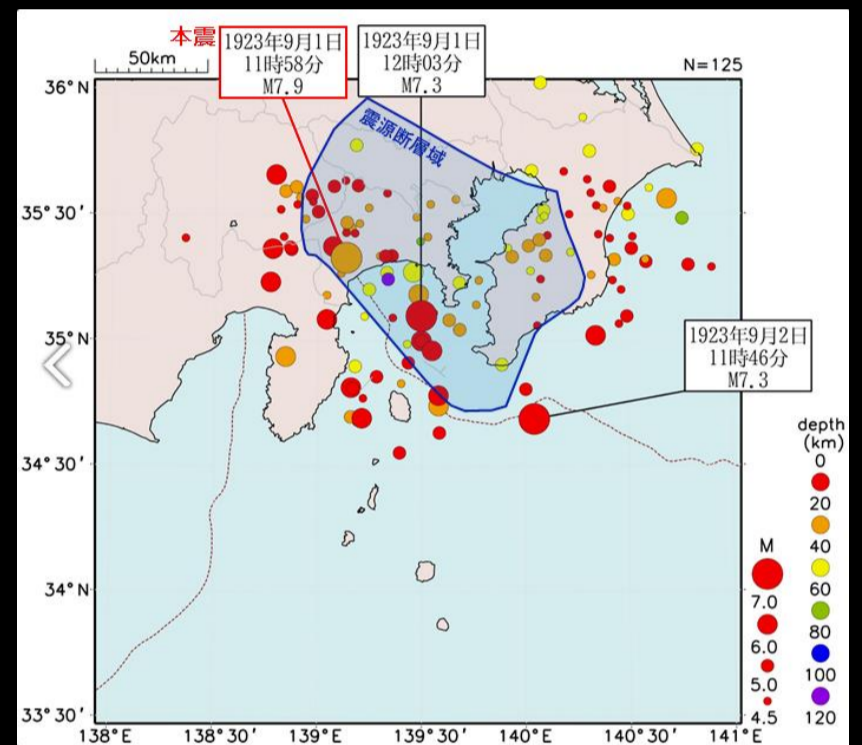 本震
1923年9月1日
11時58分
M7.9
1923年9月1日
12時03分
M7.3
50km
N=125
36°N
震源断層域
35°30′
35°N
1923年9月2日
11時46分
M7.3
34°30′
34°N
33°30′
138°E
138°30′
139°E
139°30′
140°E
140°30′
141°E
M
7.0
6.0
5.0
4.5
depth
(km)
0
20
40
60
80
100
120